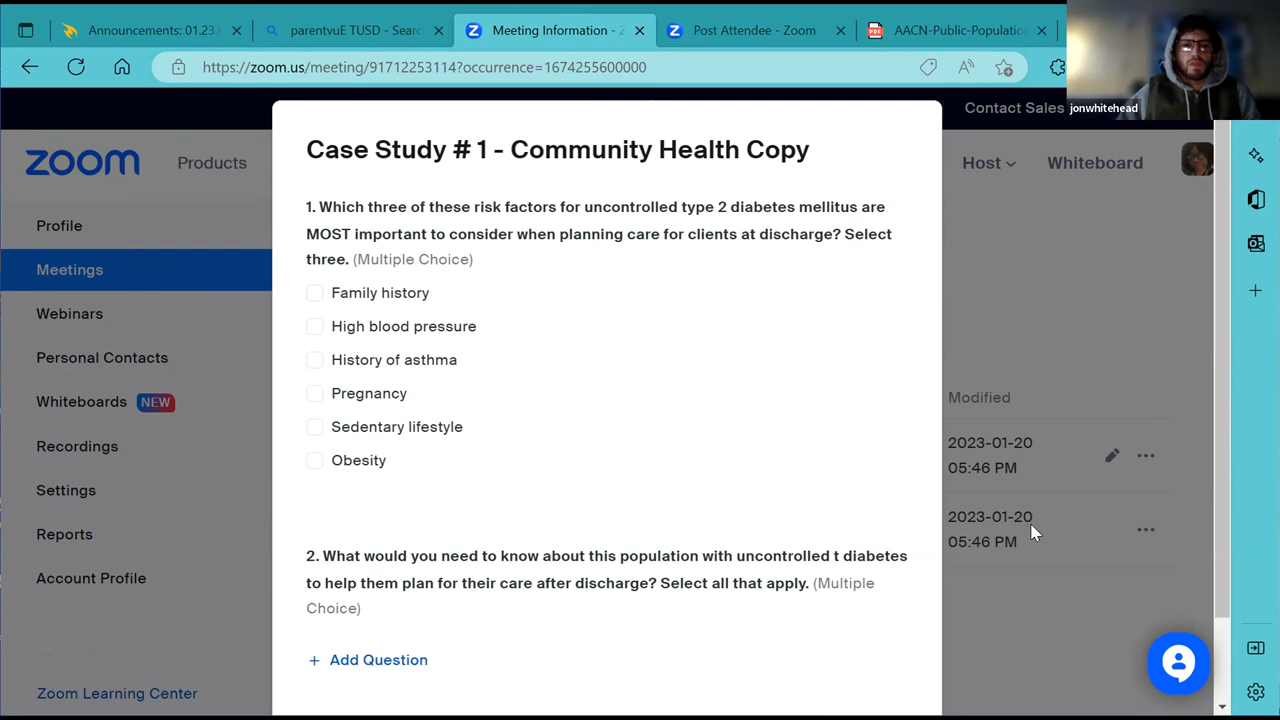 Announcements: 01.23.
parentvuE TUSD - Searc
Meeting Information - Z
Post Attendee - Zoom
AACN-Public-Population
https://zoom.us/meeting/91712253114?occurrence=1674255600000
jonwhitehead
Contact Sales
zoom
Products
Host
Whiteboard
Profile
Meetings
Webinars
Personal Contacts
Whiteboards NEW
Recordings
Settings
Reports
Account Profile
Zoom Learning Center
Case Study # 1 - Community Health Copy
1. Which three of these risk factors for uncontrolled type 2 diabetes mellitus are
MOST important to consider when planning care for clients at discharge? Select
three. (Multiple Choice)
Family history
High blood pressure
History of asthma
Pregnancy
Sedentary lifestyle
Obesity
2. What would you need to know about this population with uncontrolled t diabetes
to help them plan for their care after discharge? Select all that apply. (Multiple
Choice)
+ Add Question
Modified
2023-01-20
05:46 PM
2023-01-20
05:46 PM